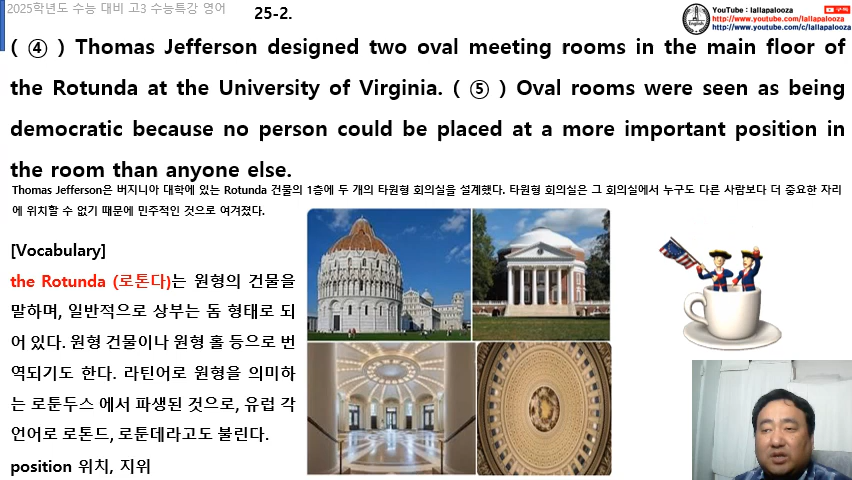 2025학년도 수능 대비 고3 수능특강 영어
25-2.
YouTube : lallapalooza 구독
http://www.youtube.com/lallapalooza
http://www.youtube.com/c/lallapalooza
English
( ④ ) Thomas Jefferson designed two oval meeting rooms in the main floor of
the Rotunda at the University of Virginia. ( ⑤ ) Oval rooms were seen as being
democratic because no person could be placed at a more important position in
the room than anyone else.
Thomas Jefferson은 버지니아 대학에 있는 Rotunda 건물의 1층에 두 개의 타원형 회의실을 설계했다. 타원형 회의실은 그 회의실에서 누구도 다른 사람보다 더 중요한 자리
에 위치할 수 없기 때문에 민주적인 것으로 여겨졌다.
[Vocabulary]
the Rotunda (로툰다)는 원형의 건물을
말하며, 일반적으로 상부는 돔 형태로 되
어 있다. 원형 건물이나 원형 홀 등으로 번
역되기도 한다. 라틴어로 원형을 의미하
는 로툰두스 에서 파생된 것으로, 유럽 각
언어로 로톤드, 로툰데라고도 불린다.
position 위치, 지위